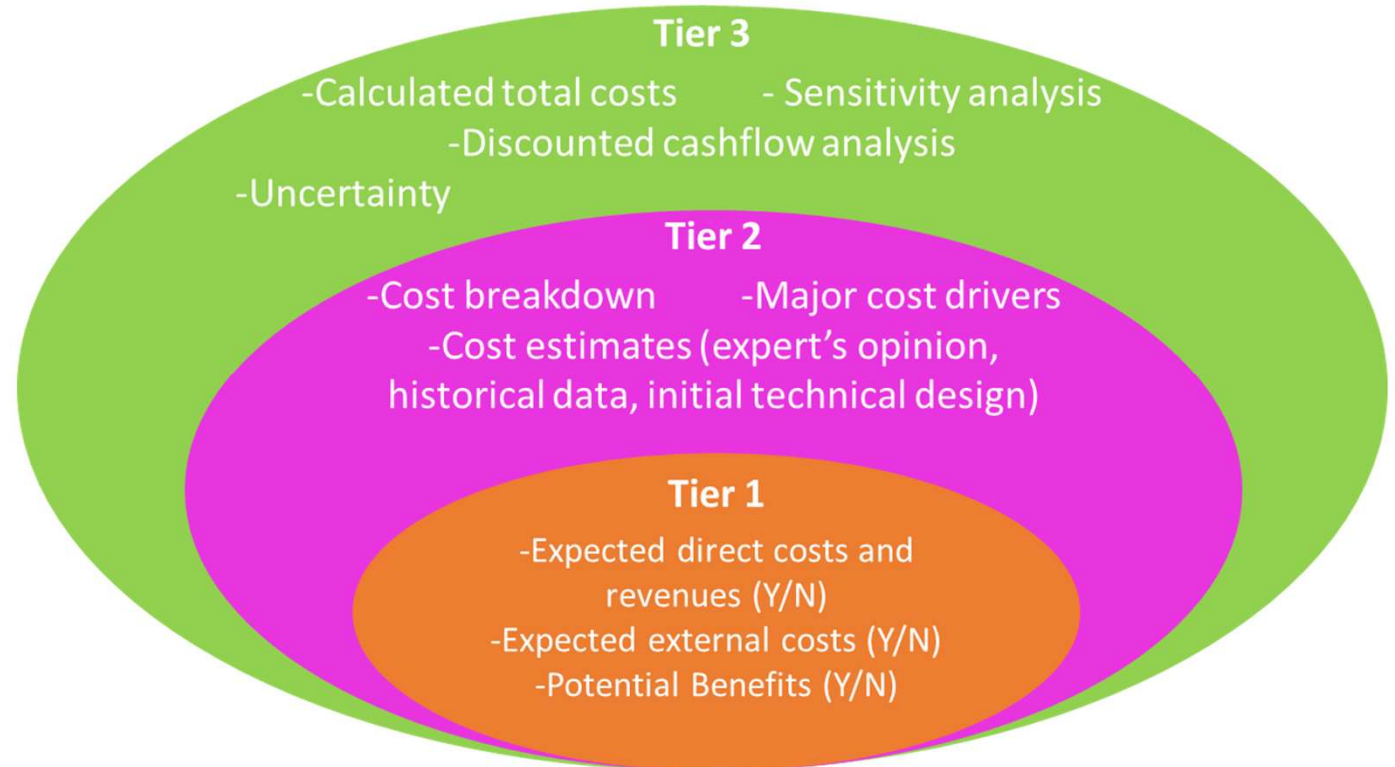 Tier 3
-Calculated total costs - Sensitivity analysis
-Discounted cashflow analysis
-Uncertainty
Tier 2
-Cost breakdown -Major cost drivers
-Cost estimates (expert’s opinion,
historical data, initial technical design)
Tier 1
-Expected direct costs and
revenues (Y/N)
-Expected external costs (Y/N)
-Potential Benefits (Y/N)